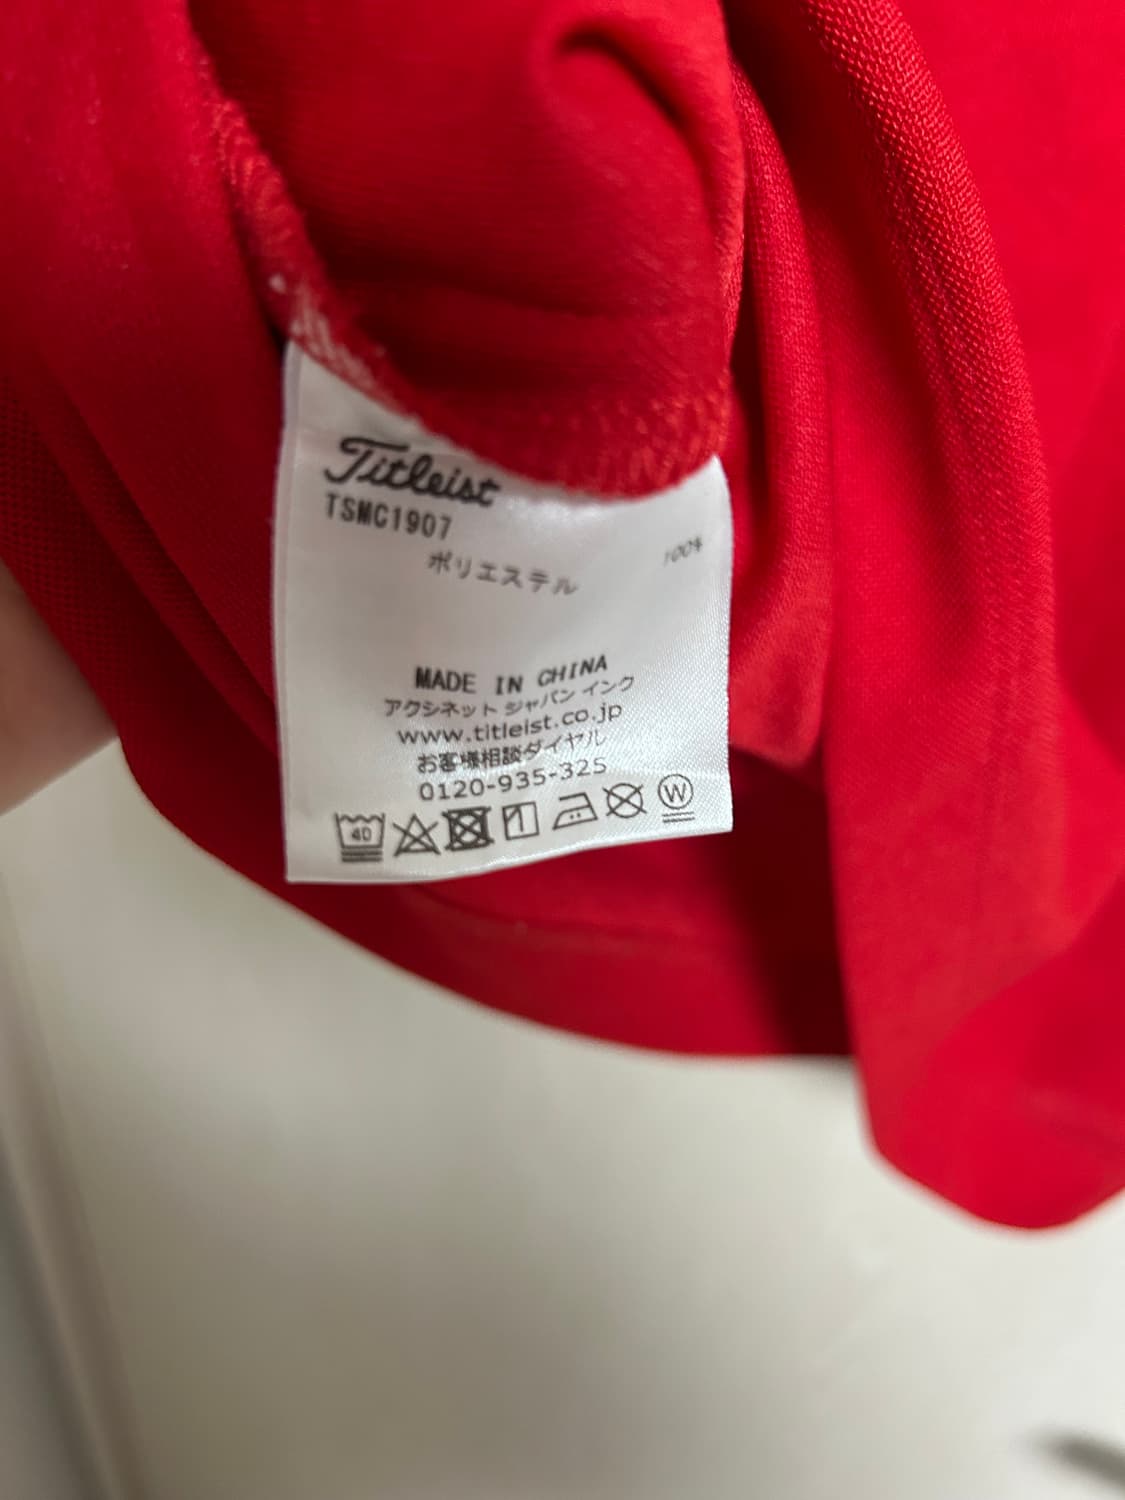 Titleist
TSMC1907
ポリエステル 100%
MADE IN CHINA
アクシネット ジャパン インク
www.titleist.co.jp
お客様相談ダイヤル
0120-935-325
40
W